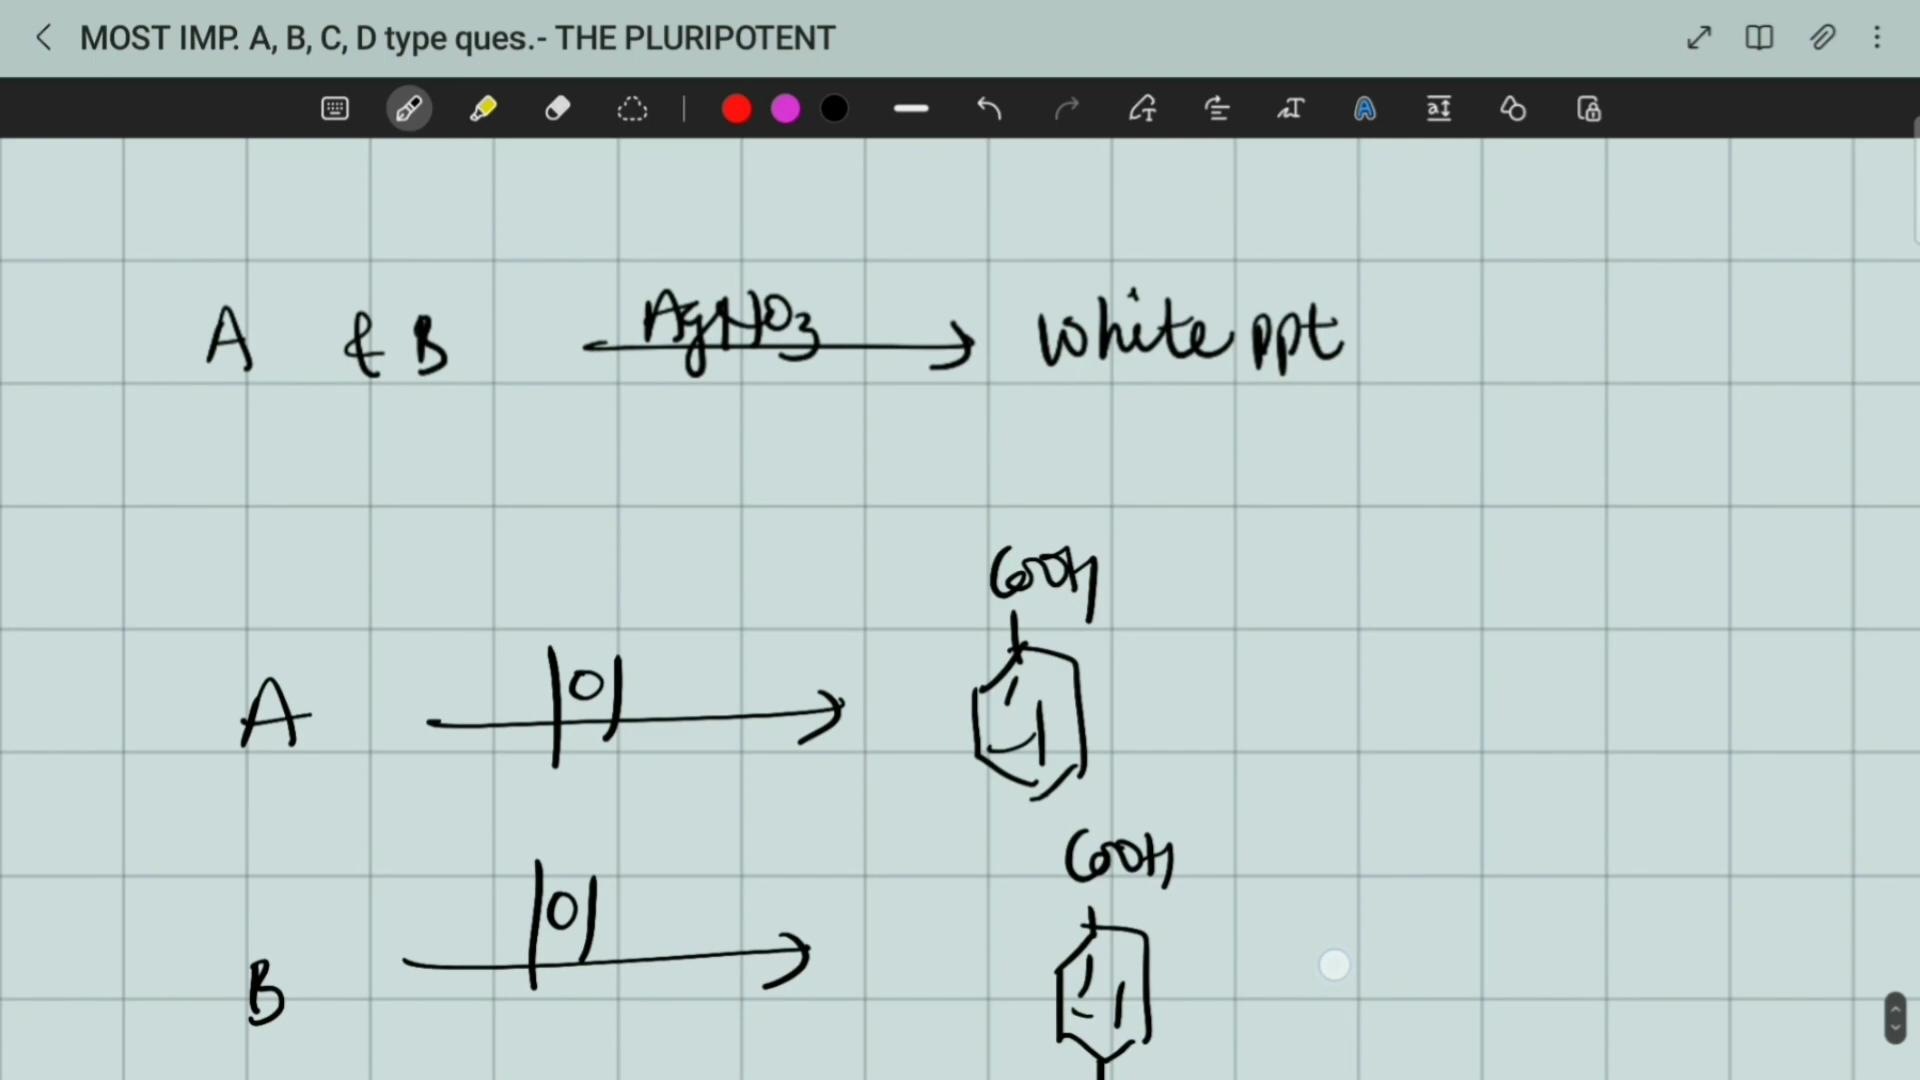 MOST IMP. A, B, C, D type ques.- THE PLURIPOTENT
A & B AgNO3 white ppt
COOH
A |O|
COOH
B |O|